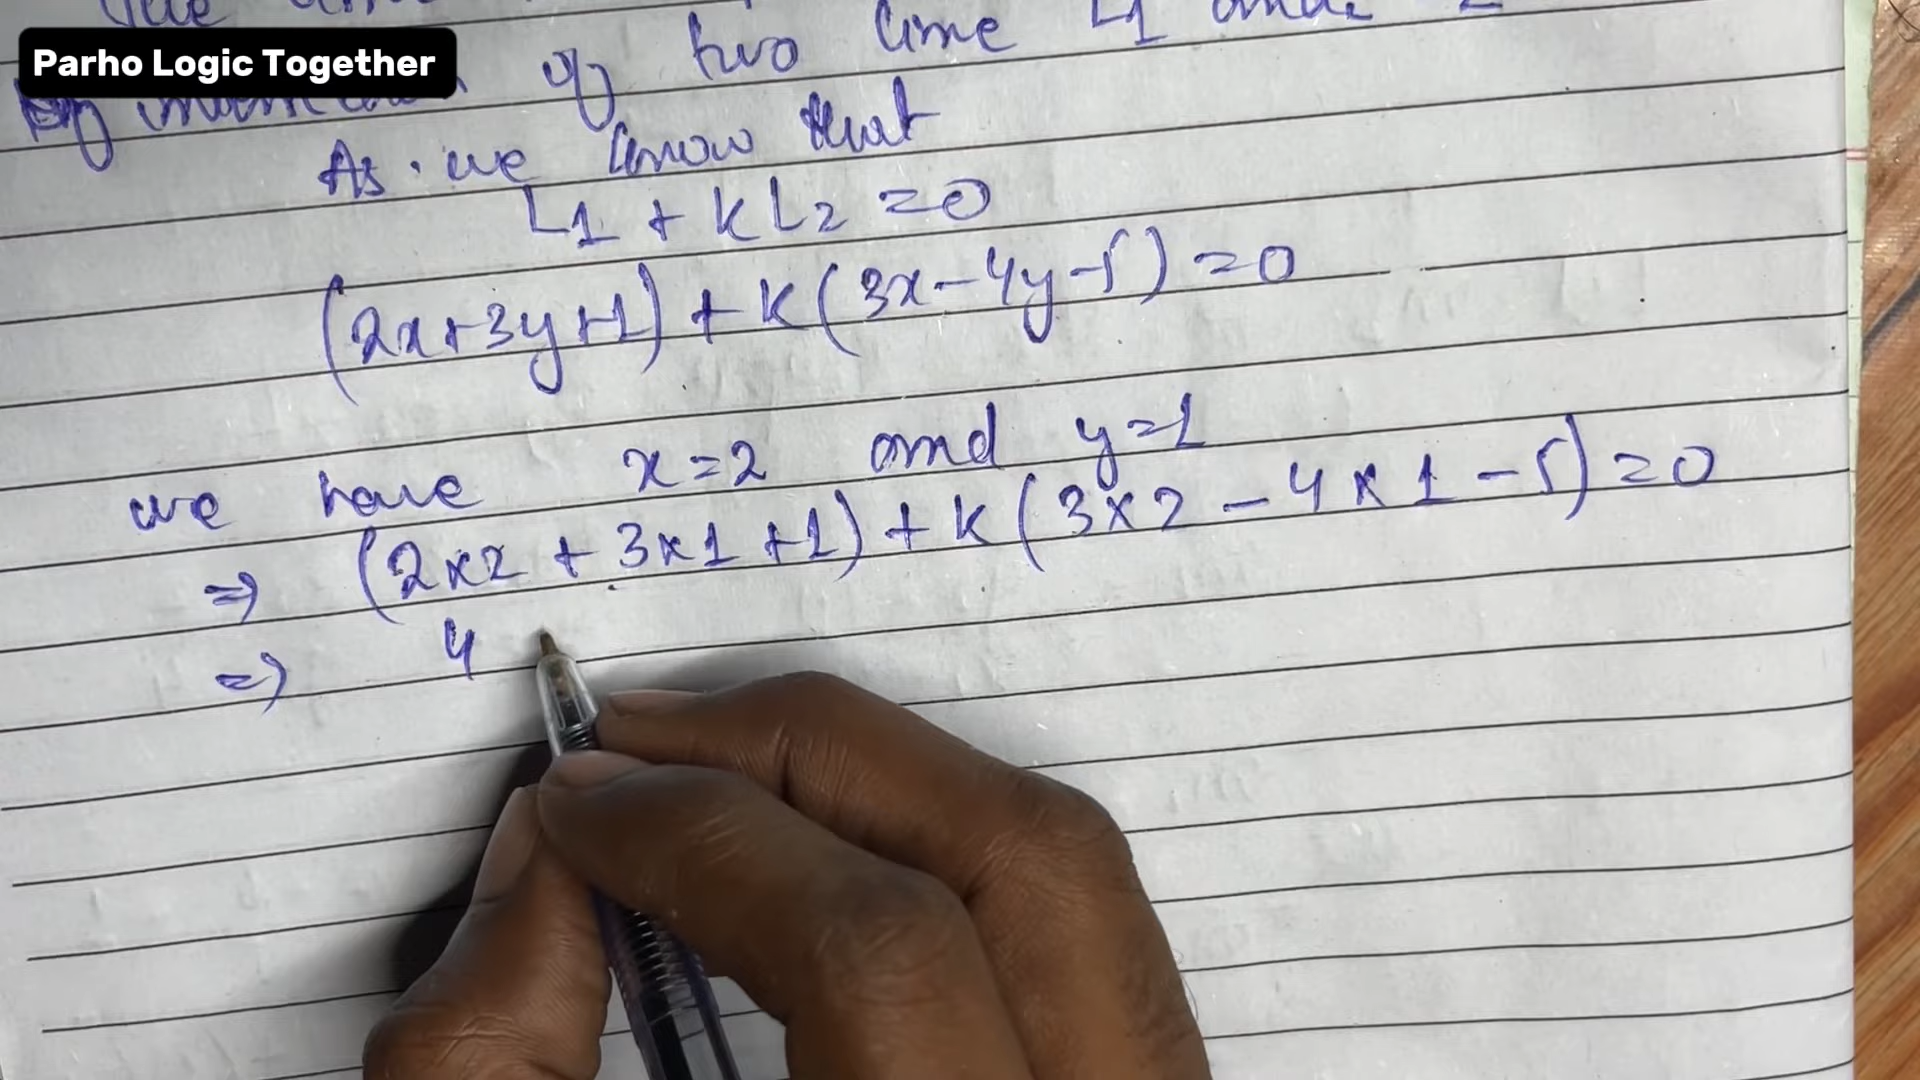 Parho Logic Together
of two line L1 and 2
As. we know that
L1 + KL2 =0
(2x+3y+1) + K(3x-4y-5) =0
we have x=2 and y=1
⇒ (2×2 + 3×1 +1) + K(3×2 - 4×1 -5) =0
⇒ 4